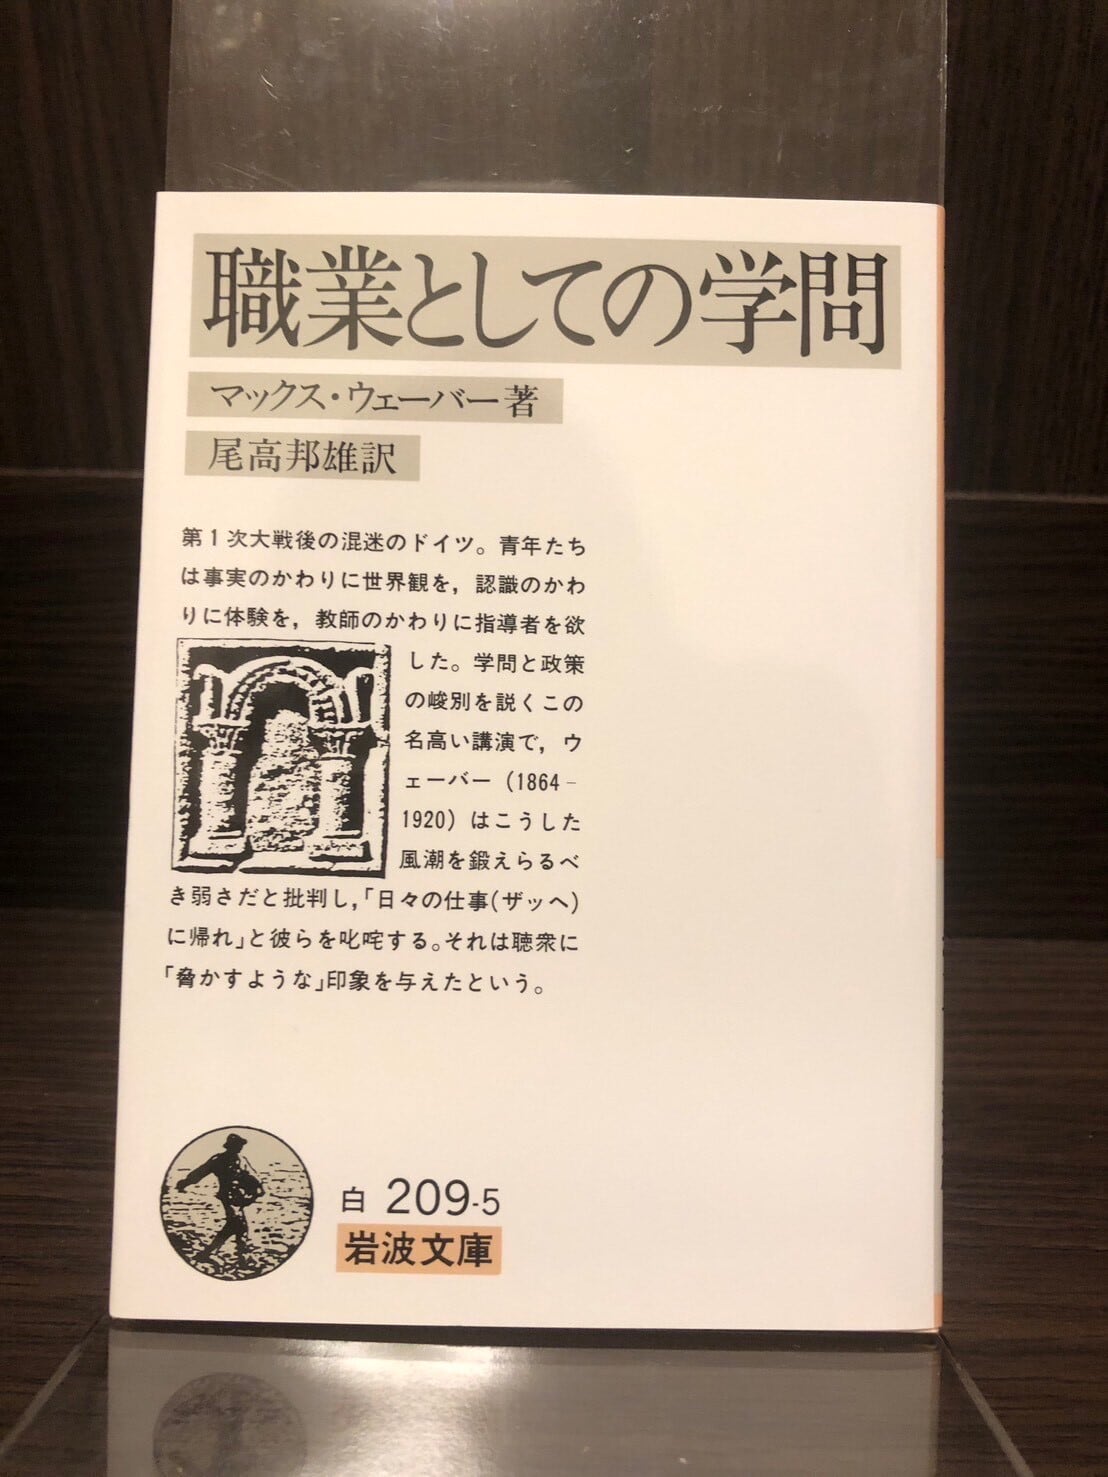 職業としての学問
マックス・ウェーバー著
尾高邦雄訳
第1次大戦後の混迷のドイツ。青年たち
は事実のかわりに世界観を，認識のかわ
りに体験を，教師のかわりに指導者を欲
した。学問と政策
の峻別を説くこの
名高い講演で，ウ
ェーバー（1864－
1920）はこうした
風潮を鍛えらるべ
き弱さだと批判し，「日々の仕事(ザッヘ)
に帰れ」と彼らを叱咤する。それは聴衆に
「脅かすような」印象を与えたという。
白 209-5
岩波文庫